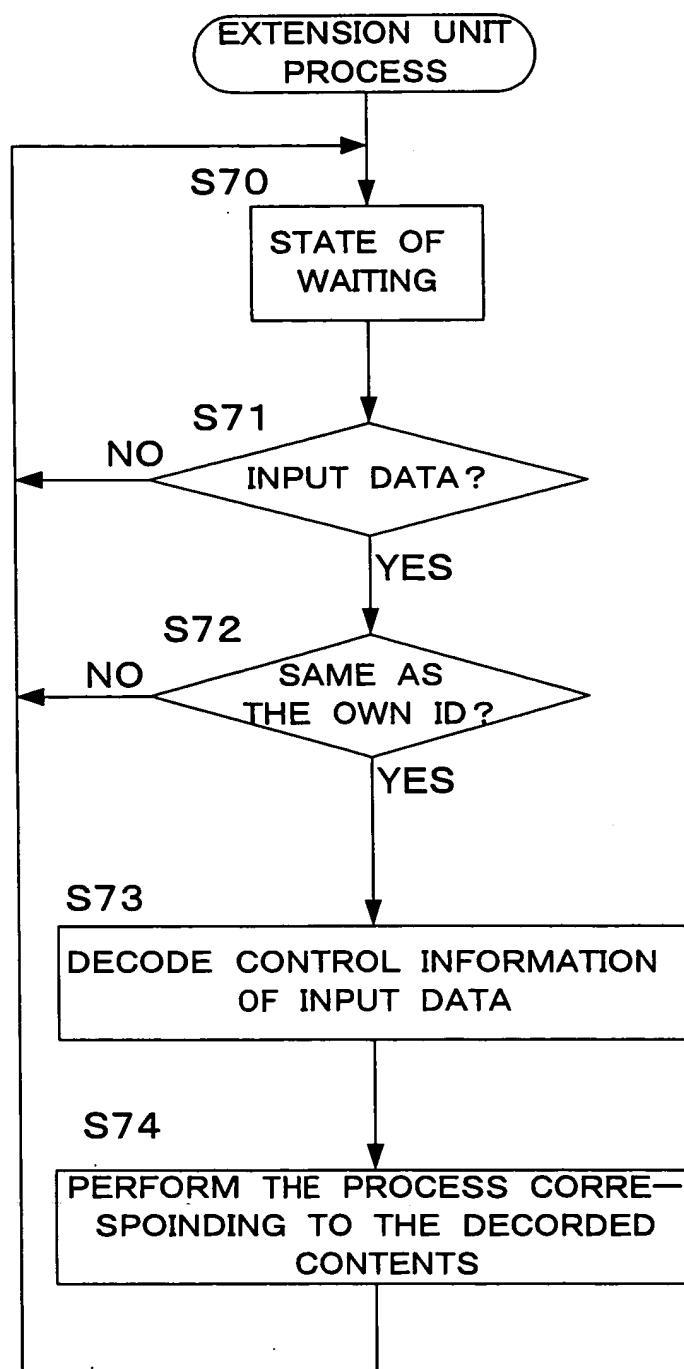 EXTENSION UNIT
PROCESS
S70
STATE OF
WAITING
S71
NO
INPUT DATA?
YES
S72
NO
SAME AS
THE OWN ID?
YES
S73
DECODE CONTROL INFORMATION
OF INPUT DATA
S74
PERFORM THE PROCESS CORRE-
SPOINDING TO THE DECORDED
CONTENTS